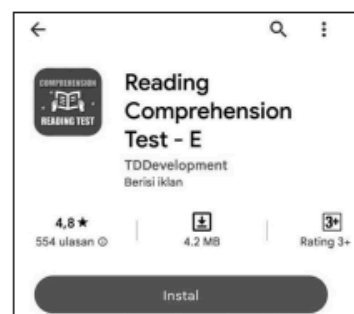 COMPREHENSION
READING TEST
Reading
Comprehension
Test - E
TDDevelopment
Berisi iklan
4,8★
554 ulasan
4.2 MB
3+
Rating 3+
Instal